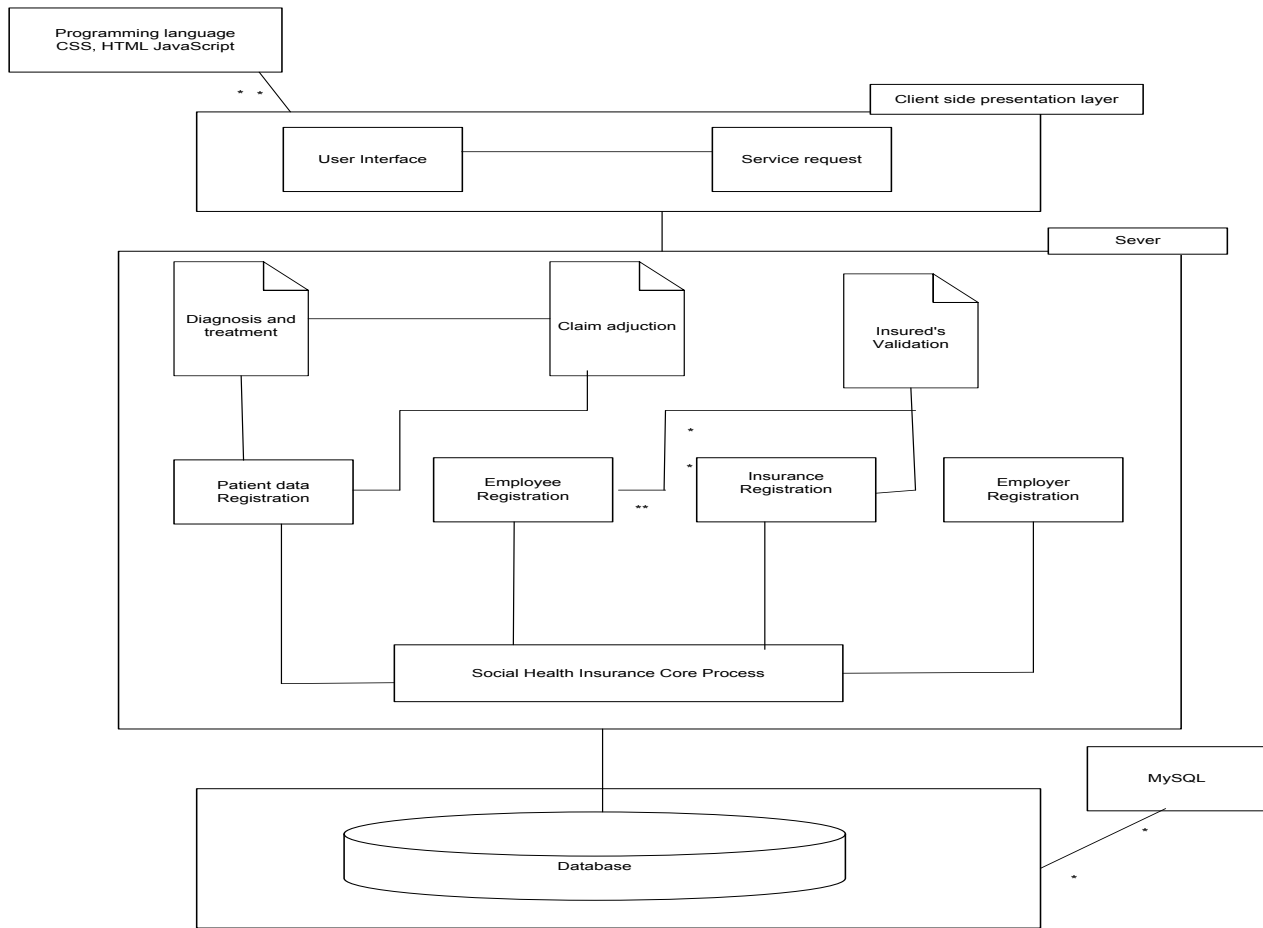 Programming language
CSS, HTML JavaScript
* *
Client side presentation layer
User Interface
Service request
Sever
Diagnosis and
treatment
Claim adjuction
Insured's
Validation
*
*
Patient data
Registration
Employee
Registration
Insurance
Registration
Employer
Registration
**
Social Health Insurance Core Process
MySQL
*
*
Database